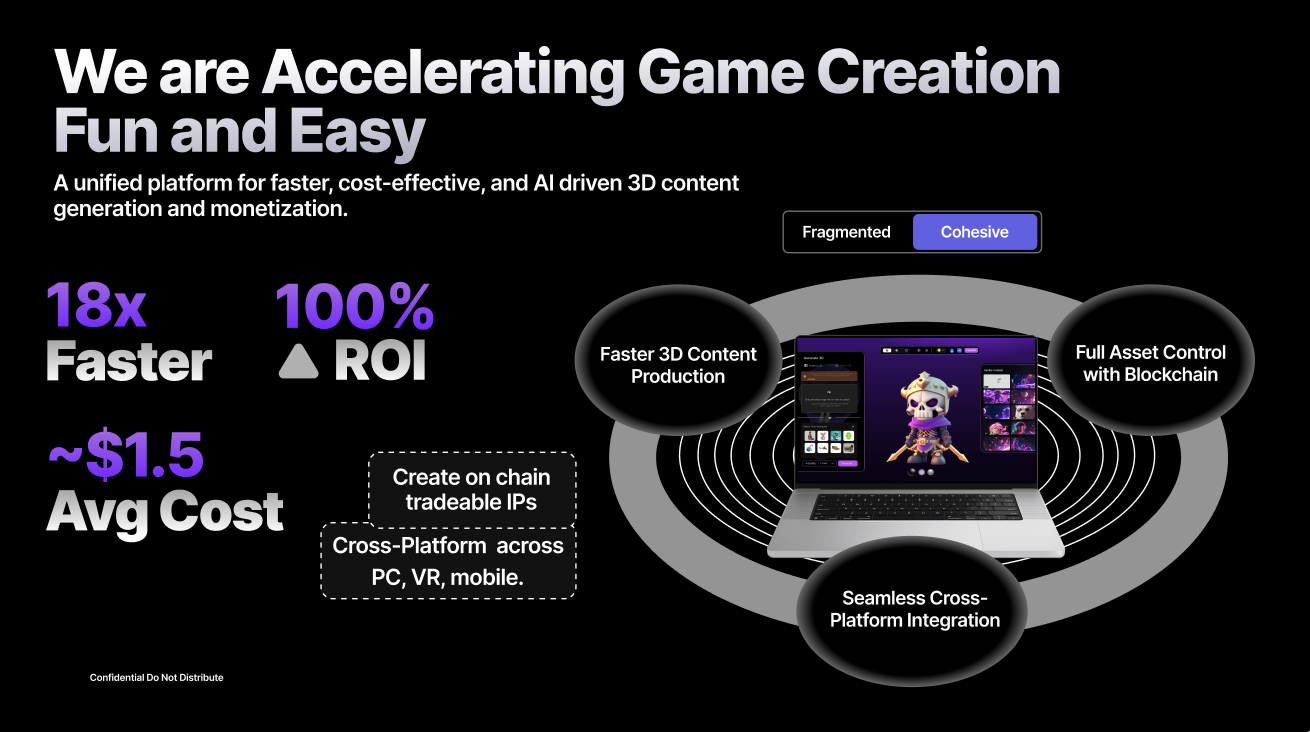 We are Accelerating Game Creation
Fun and Easy
A unified platform for faster, cost-effective, and AI driven 3D content
generation and monetization.
Fragmented
Cohesive
18x
Faster
100%
ROI
~$1.5
Avg Cost
Create on chain
tradeable IPs
Cross-Platform across
PC, VR, mobile.
Faster 3D Content
Production
Full Asset Control
with Blockchain
Seamless Cross-
Platform Integration
Confidential Do Not Distribute